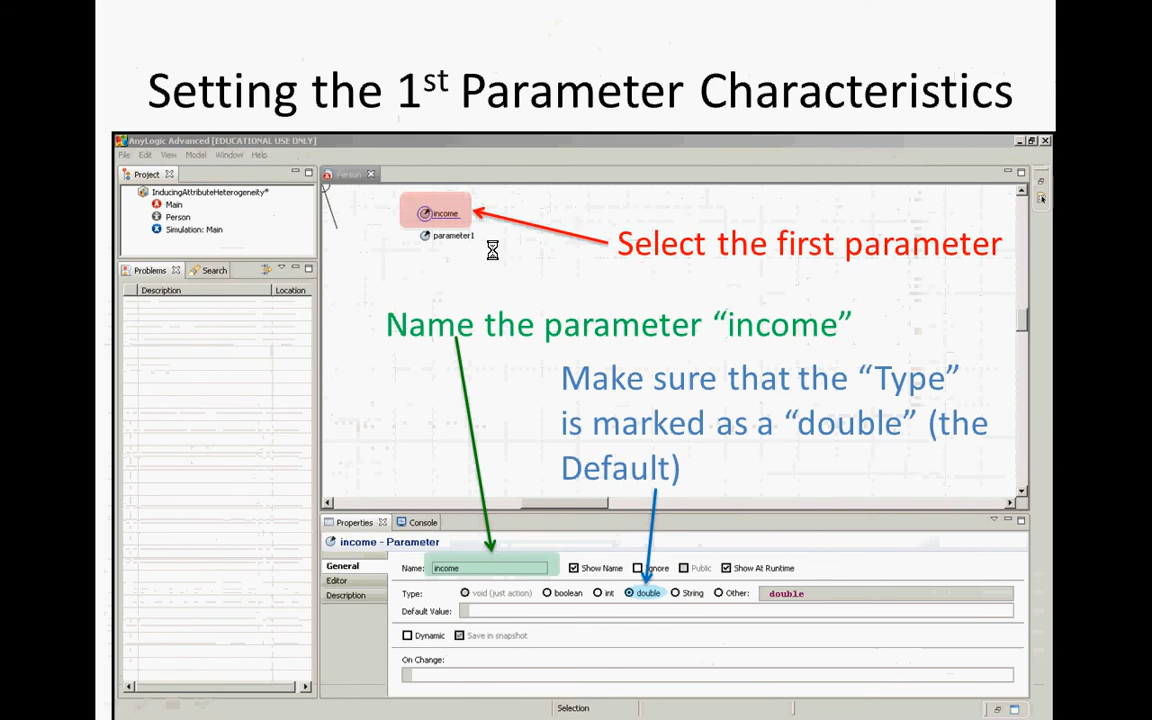 Setting the 1st Parameter Characteristics
AnyLogic Advanced [EDUCATIONAL USE ONLY]
File Edit View Model Window Help
Project
InducingAttributeHeterogeneity*
Main
Person
Simulation: Main
Problems Search
Description Location
Person
income
parameter1
Select the first parameter
Name the parameter “income”
Make sure that the “Type”
is marked as a “double” (the
Default)
Properties Console
income - Parameter
General
Editor
Description
Name: income Show Name Ignore Public Show At Runtime
Type: void (just action) boolean int double String Other: double
Default Value:
Dynamic Save in snapshot
On Change:
Selection